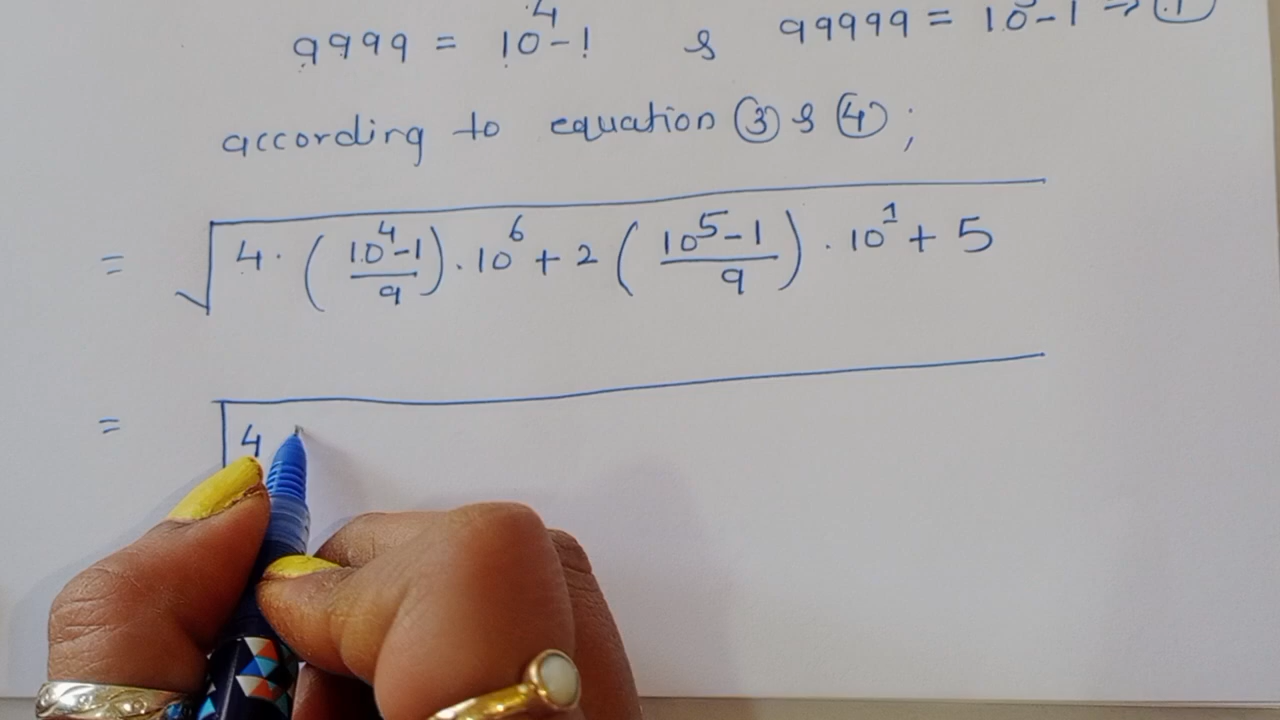 9999 = 10⁴-1 & 99999 = 10⁵-1 ⇒
according to equation ③ & ④ ;
= √4·(10⁴-1/9)·10⁶ + 2(10⁵-1/9)·10¹ + 5
= √4